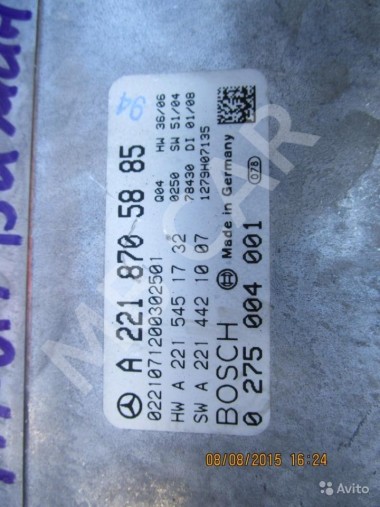 A 221 870 58 85
0221071200302501
HW A 221 545 17 32
SW A 221 442 10 07
BOSCH Made in Germany
0 275 004 001
Q04 HW 36/06
0250 SW 51/04
78430 DI 01/08
1279H07135
078
94
08/08/2015 16:24
Avito